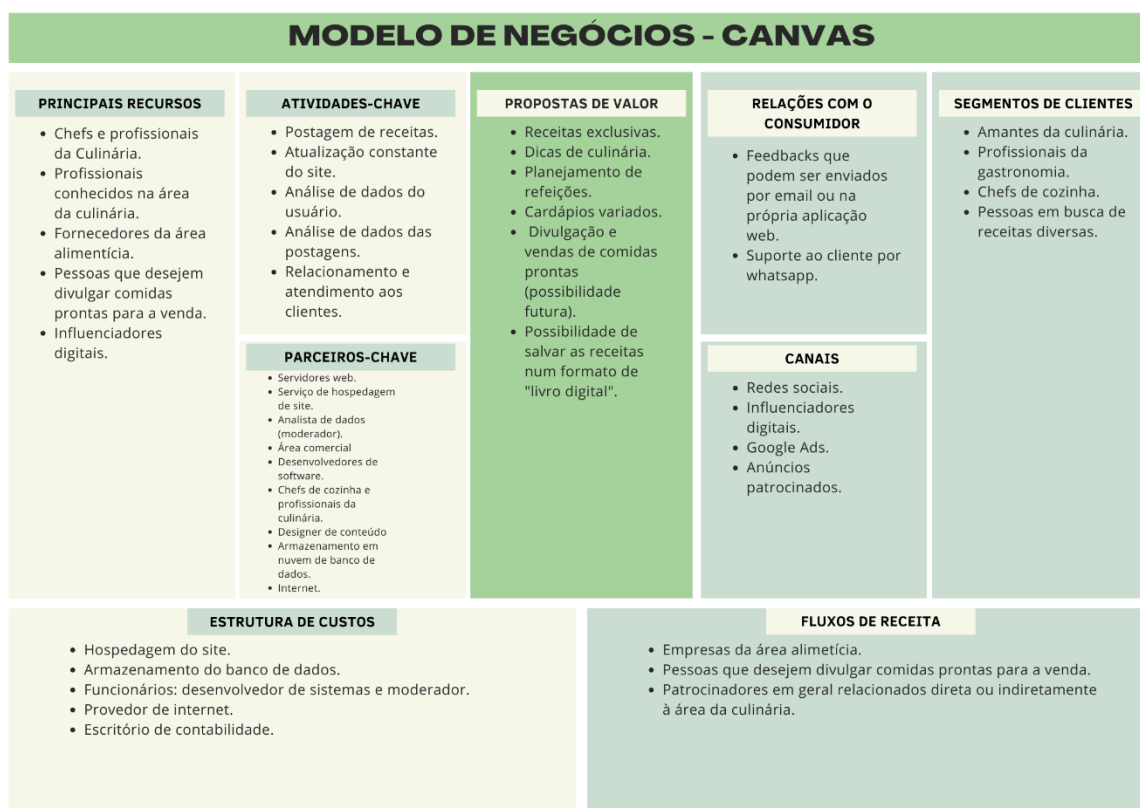 MODELO DE NEGÓCIOS - CANVAS
PRINCIPAIS RECURSOS
• Chefs e profissionais
da Culinária.
• Profissionais
conhecidos na área
da culinária.
• Fornecedores da área
alimentícia.
• Pessoas que desejem
divulgar comidas
prontas para a venda.
• Influenciadores
digitais.
ATIVIDADES-CHAVE
• Postagem de receitas.
• Atualização constante
do site.
• Análise de dados do
usuário.
• Análise de dados das
postagens.
• Relacionamento e
atendimento aos
clientes.
PARCEIROS-CHAVE
• Servidores web.
• Serviço de hospedagem
de site.
• Analista de dados
(moderador).
• Área comercial
• Desenvolvedores de
software.
• Chefs de cozinha e
profissionais da
culinária.
• Designer de conteúdo
• Armazenamento em
nuvem de banco de
dados.
• Internet.
PROPOSTAS DE VALOR
• Receitas exclusivas.
• Dicas de culinária.
• Planejamento de
refeições.
• Cardápios variados.
• Divulgação e
vendas de comidas
prontas
(possibilidade
futura).
• Possibilidade de
salvar as receitas
num formato de
"livro digital".
RELAÇÕES COM O
CONSUMIDOR
• Feedbacks que
podem ser enviados
por email ou na
própria aplicação
web.
• Suporte ao cliente por
whatsapp.
CANAIS
• Redes sociais.
• Influenciadores
digitais.
• Google Ads.
• Anúncios
patrocinados.
SEGMENTOS DE CLIENTES
• Amantes da culinária.
• Profissionais da
gastronomia.
• Chefs de cozinha.
• Pessoas em busca de
receitas diversas.
ESTRUTURA DE CUSTOS
• Hospedagem do site.
• Armazenamento do banco de dados.
• Funcionários: desenvolvedor de sistemas e moderador.
• Provedor de internet.
• Escritório de contabilidade.
FLUXOS DE RECEITA
• Empresas da área alimetícia.
• Pessoas que desejem divulgar comidas prontas para a venda.
• Patrocinadores em geral relacionados direta ou indiretamente
à área da culinária.